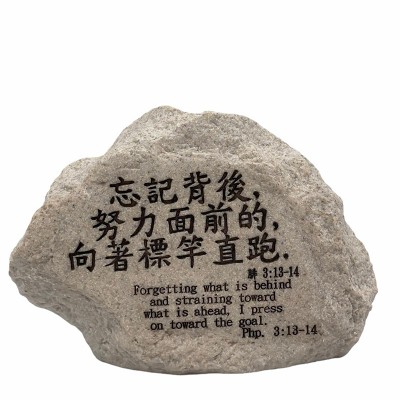 忘記背後,
努力面前的,
向著標竿直跑.
腓 3:13-14
Forgetting what is behind
and straining toward
what is ahead, I press
on toward the goal.
Php. 3:13-14